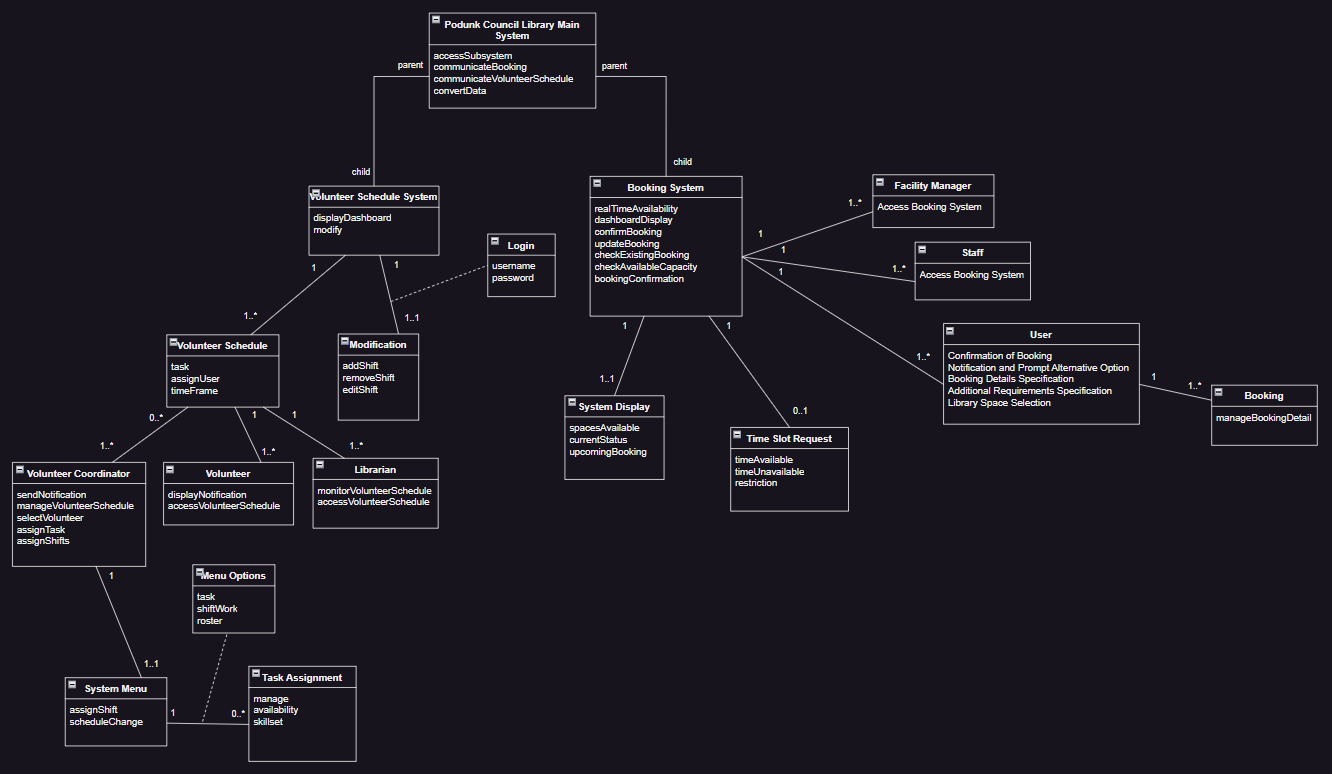 Podunk Council Library Main
System
accessSubsystem
communicateBooking
communicateVolunteerSchedule
convertData
parent
parent
child
child
Volunteer Schedule System
displayDashboard
modify
1
1
Login
username
password
1..*
1..1
Booking System
realTimeAvailability
dashboardDisplay
confirmBooking
updateBooking
checkExistingBooking
checkAvailableCapacity
bookingConfirmation
1
1
1
1..*
Facility Manager
Access Booking System
1..*
Staff
Access Booking System
1..*
User
Confirmation of Booking
Notification and Prompt Alternative Option
Booking Details Specification
Additional Requirements Specification
Library Space Selection
1
1..*
Booking
manageBookingDetail
1
1
1..1
0..1
System Display
spacesAvailable
currentStatus
upcomingBooking
Time Slot Request
timeAvailable
timeUnavailable
restriction
Volunteer Schedule
task
assignUser
timeFrame
Modification
addShift
removeShift
editShift
0..*
1
1
1..*
1..*
1..*
Volunteer Coordinator
sendNotification
manageVolunteerSchedule
selectVolunteer
assignTask
assignShifts
Volunteer
displayNotification
accessVolunteerSchedule
Librarian
monitorVolunteerSchedule
accessVolunteerSchedule
1
1..1
Menu Options
task
shiftWork
roster
System Menu
assignShift
scheduleChange
1
0..*
Task Assignment
manage
availability
skillset